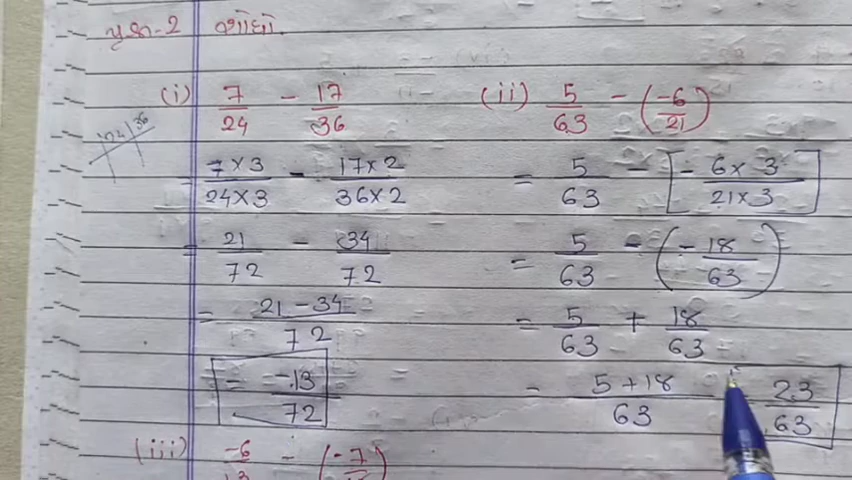 પ્રશ્ન-2 શોધો.
(i) 7/24 - 17/36
= 7×3/24×3 - 17×2/36×2
= 21/72 - 34/72
= 21-34/72
= -13/72
(ii) 5/63 - (-6/21)
= 5/63 - [-6×3/21×3]
= 5/63 - (-18/63)
= 5/63 + 18/63
= 5+18/63 = 23/63
(iii) -6/13 - (-7/